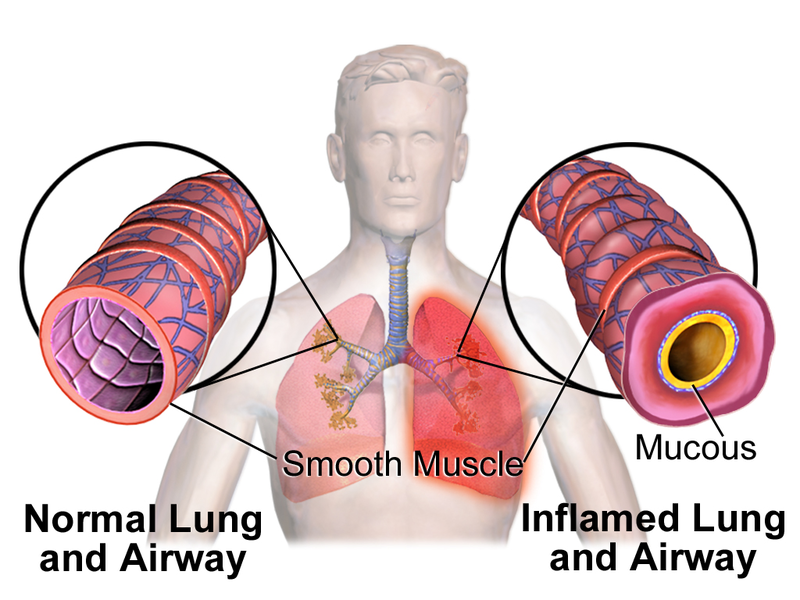 Mucous
Smooth Muscle
Normal Lung
and Airway
Inflamed Lung
and Airway